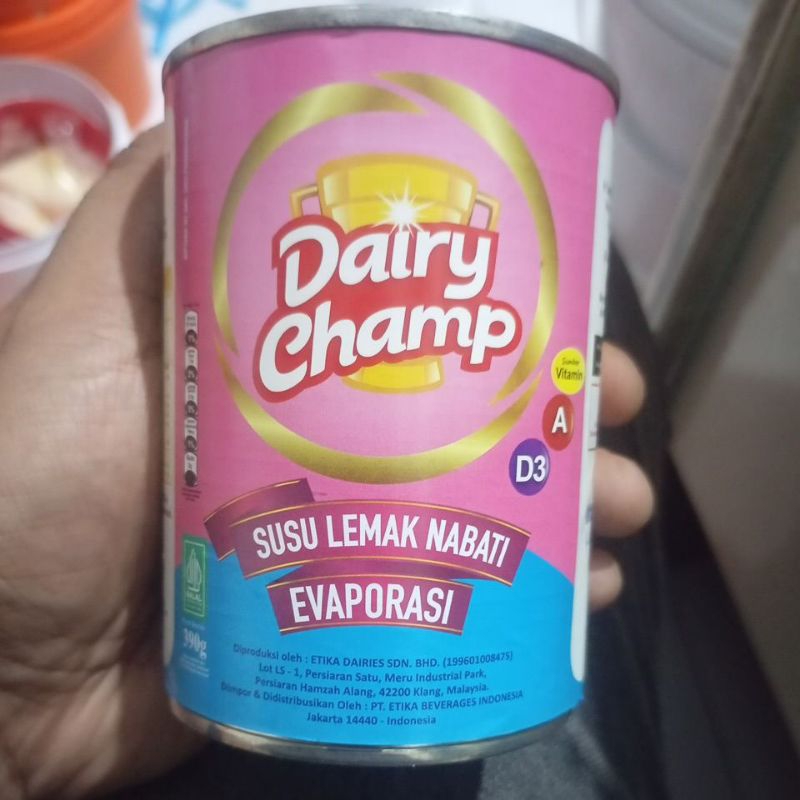 Dairy
Champ
Sumber
Vitamin
A
D3
SUSU LEMAK NABATI
EVAPORASI
HALAL
390g
Diproduksi oleh : ETIKA DAIRIES SDN. BHD. (199601008475)
Lot LS - 1, Persiaran Satu, Meru Industrial Park,
Persiaran Hamzah Alang, 42200 Klang, Malaysia.
Diimpor & Didistribusikan Oleh : PT. ETIKA BEVERAGES INDONESIA
Jakarta 14440 - Indonesia